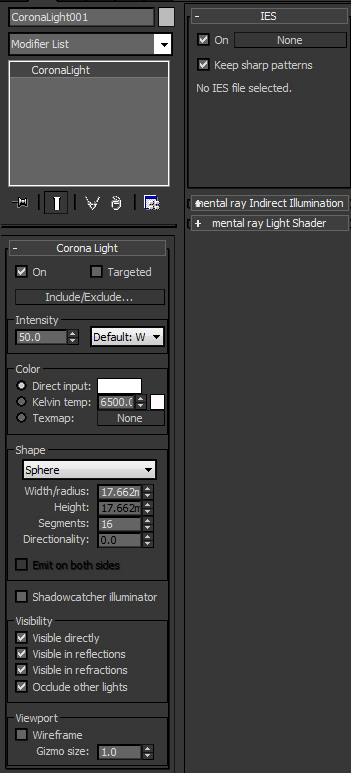 CoronaLight001
Modifier List
CoronaLight
Corona Light
On
Targeted
Include/Exclude...
Intensity
50.0
Default: W
Color
Direct input:
Kelvin temp:
6500.0
Texmap:
None
Shape
Sphere
Width/radius:
17.662m
Height:
17.662m
Segments:
16
Directionality:
0.0
Emit on both sides
Shadowcatcher illuminator
Visibility
Visible directly
Visible in reflections
Visible in refractions
Occlude other lights
Viewport
Wireframe
Gizmo size:
1.0
IES
On
None
Keep sharp patterns
No IES file selected.
mental ray Indirect Illumination
mental ray Light Shader